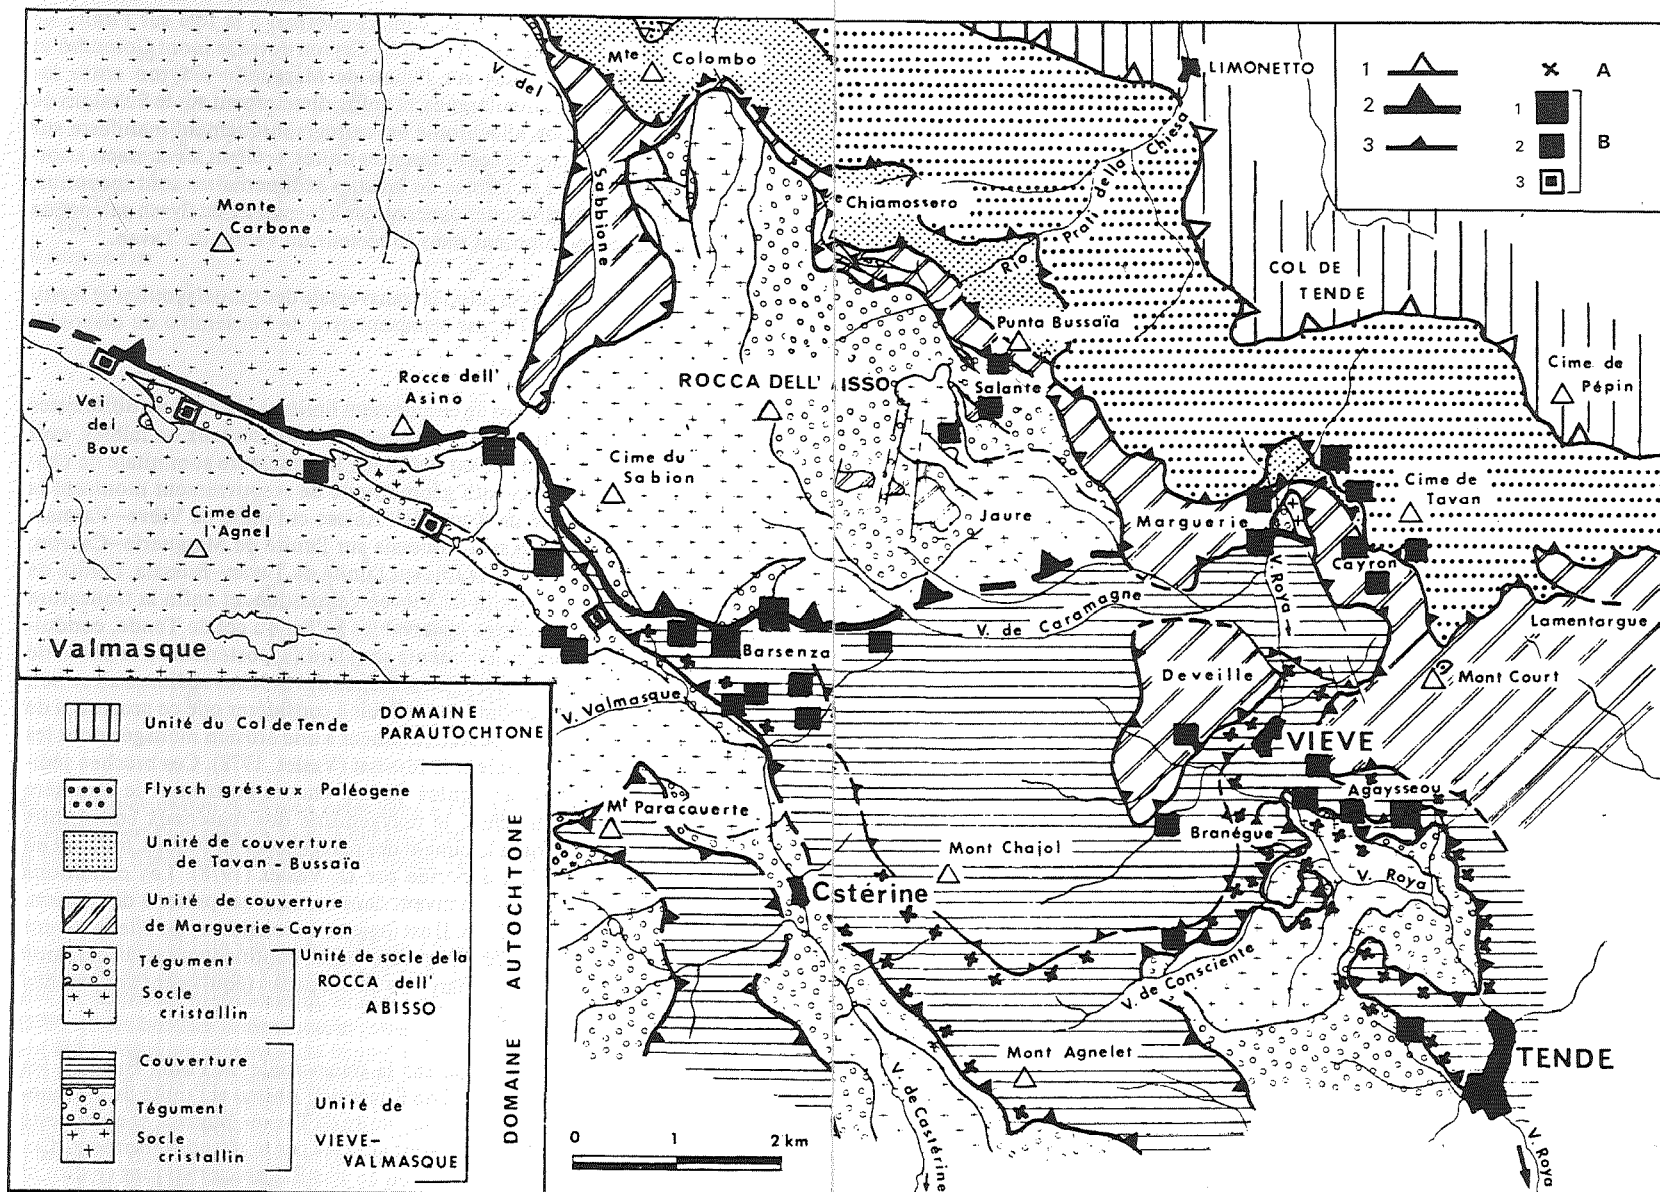 Mte Colombo
V. del
Sabbione
LIMONETTO
Rio Prati della Chiesa
1
2
3
A
1
2
3
B
Monte
Carbone
Chiamossero
COL DE
TENDE
Punta Bussaïa
Cime de
Pépin
Rocce dell'
Asino
ROCCA DELL' ISSO
Salante
Vei
del
Bouc
Cime du
Sabion
Cime de
Tavan
Cime de
l'Agnel
Jaure
Marguerie
Cayron
V. Roya
V. de Caramagne
Lamentargue
Valmasque
Barsenza
Deveille
Mont Court
V. Valmasque
VIEVE
Agaysseou
Mt Paracauerte
Branégue
Mont Chajol
V. Roya
Cstérine
V. de Consciente
Mont Agnelet
TENDE
V. de Castérine
V. Roya
Unité du Col de Tende
DOMAINE
PARAUTOCHTONE
Flysch gréseux Paléogene
Unité de couverture
de Tavan-Bussaïa
Unité de couverture
de Marguerie-Cayron
Tégument
Socle
cristallin
Unité de socle de la
ROCCA dell'
ABISSO
Couverture
Tégument
Socle
cristallin
Unité de
VIEVE-
VALMASQUE
DOMAINE AUTOCHTONE
0 1 2 km